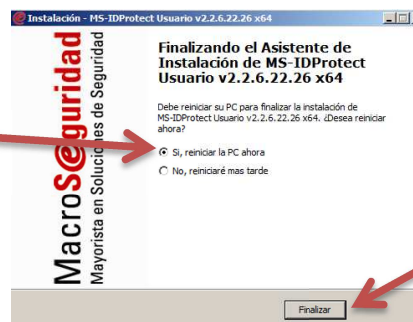 Instalación - MS-IDProtect Usuario v2.2.6.22.26 x64
MacroS@guridad
Mayorista en Soluciones de Seguridad
Finalizando el Asistente de
Instalación de MS-IDProtect
Usuario v2.2.6.22.26 x64
Debe reiniciar su PC para finalizar la instalación de
MS-IDProtect Usuario v2.2.6.22.26 x64. ¿Desea reiniciar
ahora?
Si, reiniciar la PC ahora
No, reiniciaré mas tarde
Finalizar